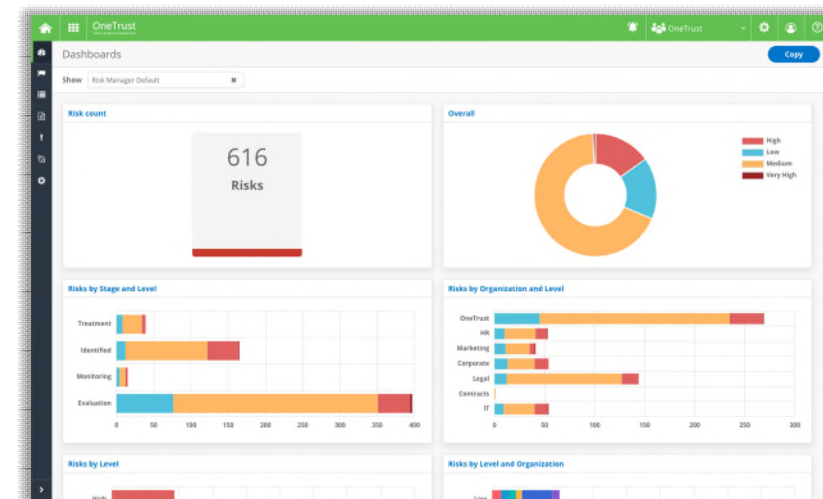 OneTrust
OneTrust
Dashboards
Copy
Show Risk Manager Default
Risk count
616
Risks
Overall
High
Low
Medium
Very High
Risks by Stage and Level
Treatment
Identified
Monitoring
Evaluation
0 50 100 150 200 250 300 350 400
Risks by Organization and Level
OneTrust
HR
Marketing
Corporate
Legal
Contracts
IT
0 50 100 150 200 250 300
Risks by Level
High
Risks by Level and Organization
Low